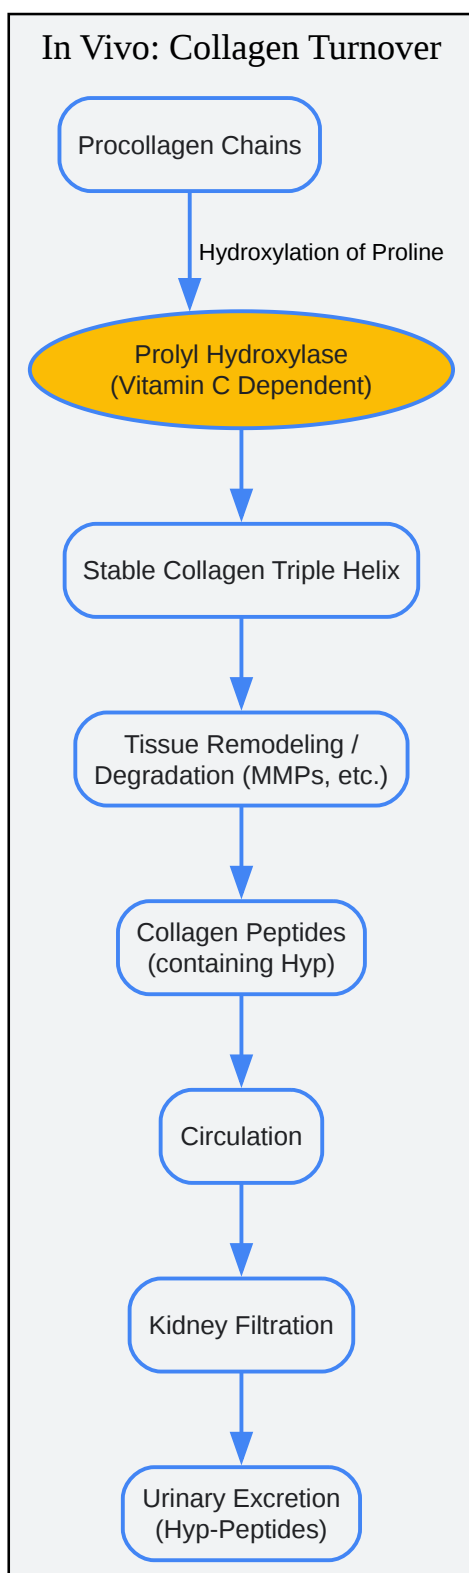 In Vivo: Collagen Turnover
Procollagen Chains
Hydroxylation of Proline
Prolyl Hydroxylase
(Vitamin C Dependent)
Stable Collagen Triple Helix
Tissue Remodeling /
Degradation (MMPs, etc.)
Collagen Peptides
(containing Hyp)
Circulation
Kidney Filtration
Urinary Excretion
(Hyp-Peptides)